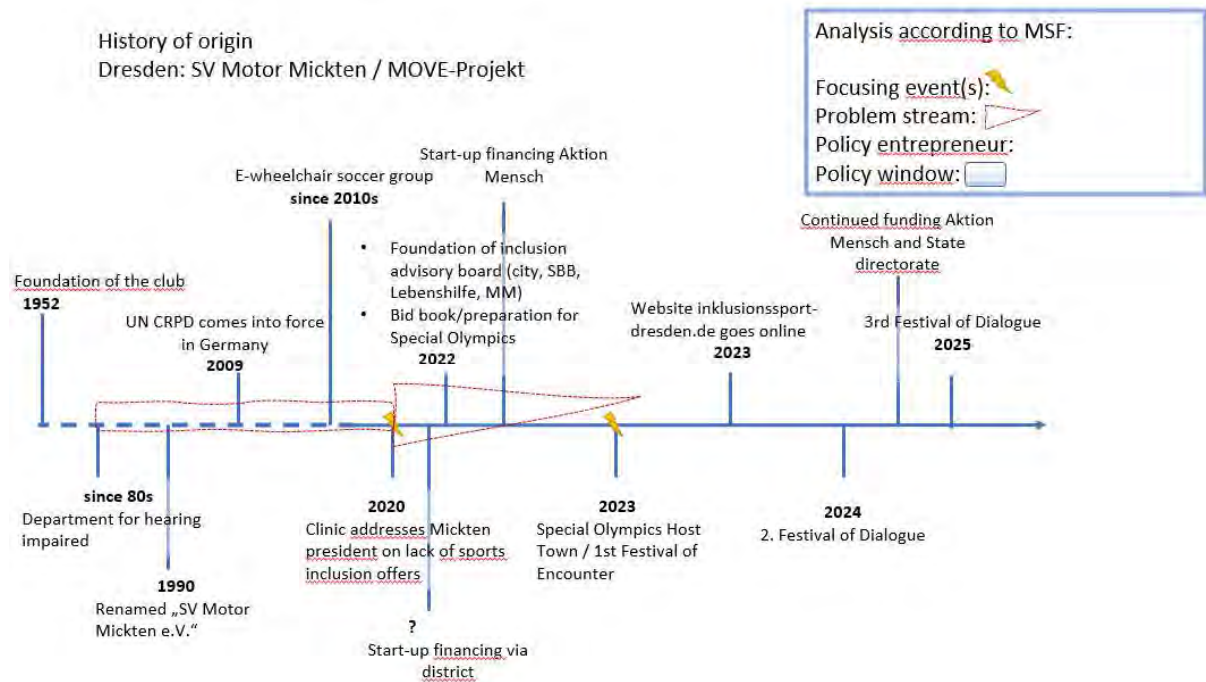 History of origin
Dresden: SV Motor Mickten / MOVE-Projekt
Analysis according to MSF:
Focusing event(s):
Problem stream:
Policy entrepreneur:
Policy window:
Foundation of the club
1952
UN CRPD comes into force
in Germany
2009
E-wheelchair soccer group
since 2010s
• Foundation of inclusion
advisory board (city, SBB,
Lebenshilfe, MM)
• Bid book/preparation for
Special Olympics
2022
Start-up financing Aktion
Mensch
Website inklusionssport-
dresden.de goes online
2023
Continued funding Aktion
Mensch and State
directorate
3rd Festival of Dialogue
2025
since 80s
Department for hearing
impaired
1990
Renamed „SV Motor
Mickten e.V.“
2020
Clinic addresses Mickten
president on lack of sports
inclusion offers
?
Start-up financing via
district
2023
Special Olympics Host
Town / 1st Festival of
Encounter
2024
2. Festival of Dialogue